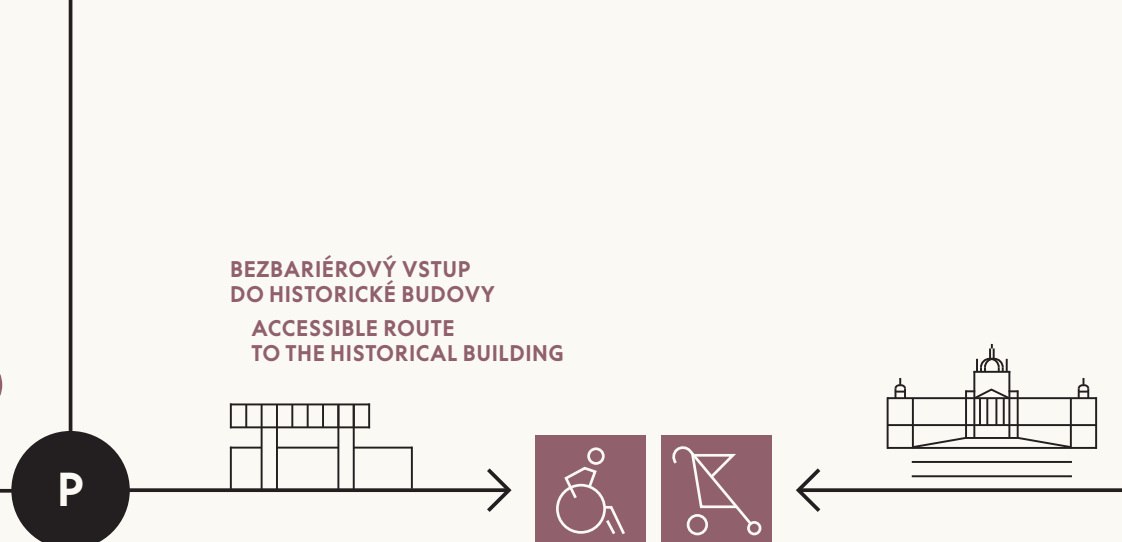 BEZBARIÉROVÝ VSTUP
DO HISTORICKÉ BUDOVY
ACCESSIBLE ROUTE
TO THE HISTORICAL BUILDING
P